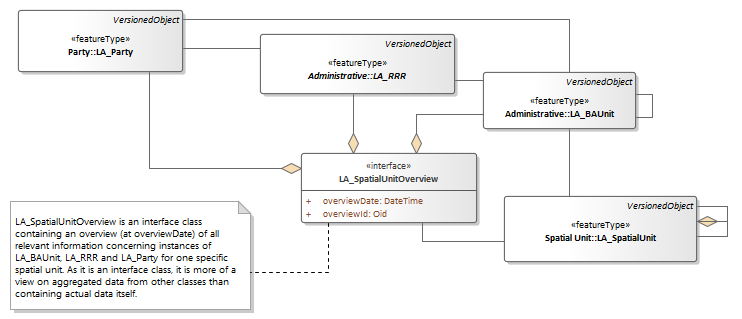 VersionedObject
«featureType»
Party::LA_Party
VersionedObject
«featureType»
Administrative::LA_RRR
VersionedObject
«featureType»
Administrative::LA_BAUnit
«interface»
LA_SpatialUnitOverview
+ overviewDate: DateTime
+ overviewId: Oid
VersionedObject
«featureType»
Spatial Unit::LA_SpatialUnit
LA_SpatialUnitOverview is an interface class
containing an overview (at overviewDate) of all
relevant information concerning instances of
LA_BAUnit, LA_RRR and LA_Party for one specific
spatial unit. As it is an interface class, it is more of a
view on aggregated data from other classes than
containing actual data itself.